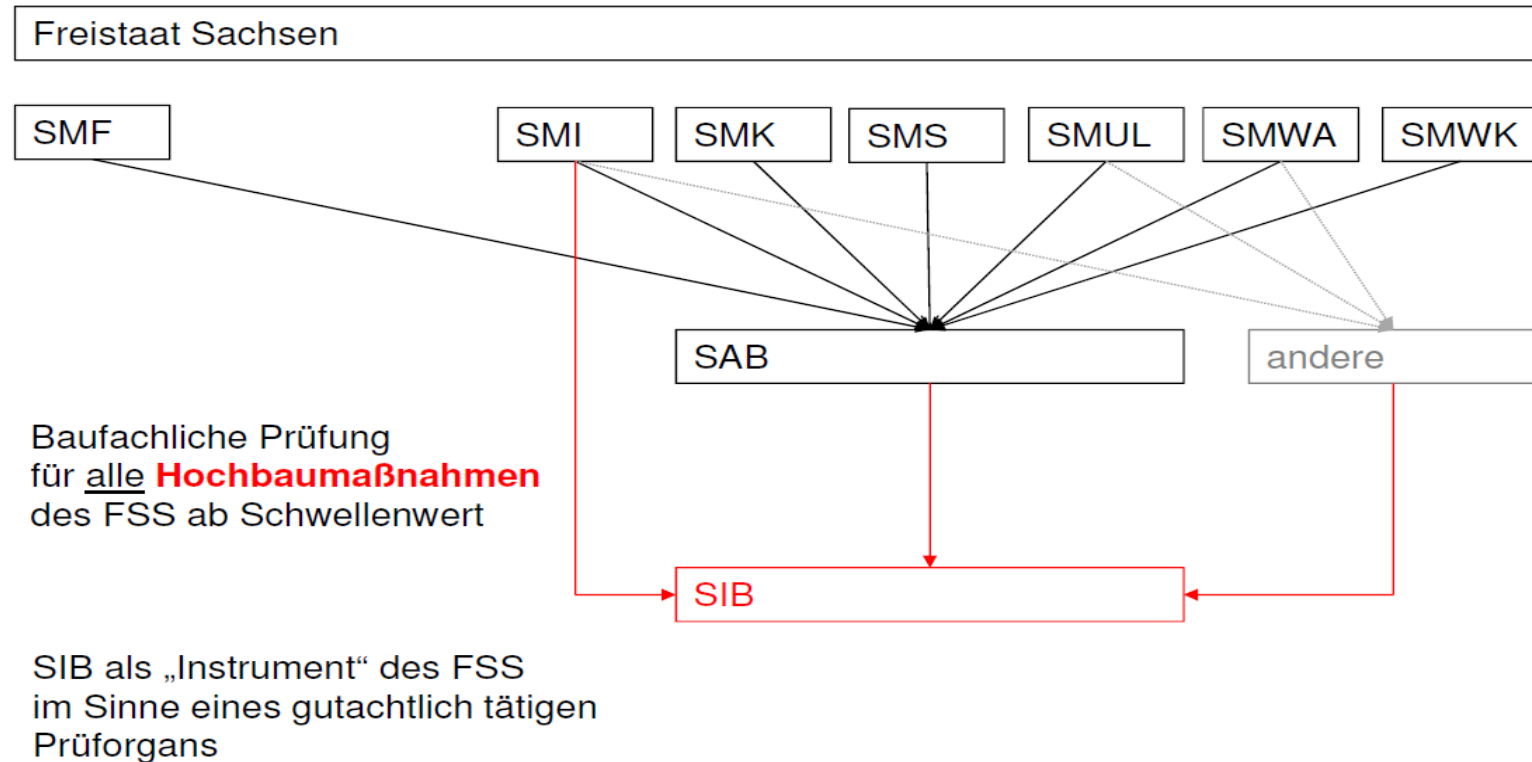 Freistaat Sachsen
SMF
SMI
SMK
SMS
SMUL
SMWA
SMWK
SAB
andere
Baufachliche Prüfung
für alle Hochbaumaßnahmen
des FSS ab Schwellenwert
SIB
SIB als „Instrument“ des FSS
im Sinne eines gutachtlich tätigen
Prüforgans